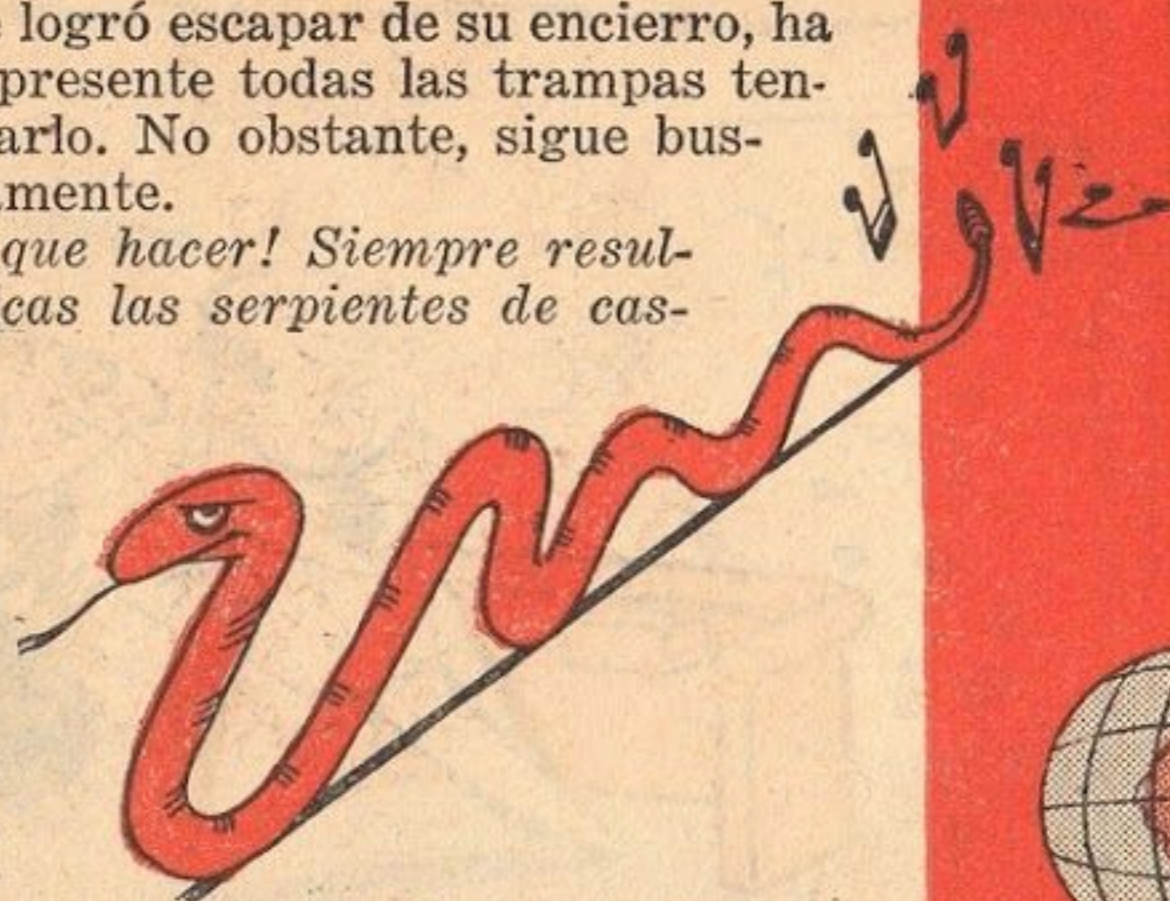 logró escapar de su encierro, ha
presente todas las trampas ten-
arlo. No obstante, sigue bus-
amente.
que hacer! Siempre resul-
cas las serpientes de cas-